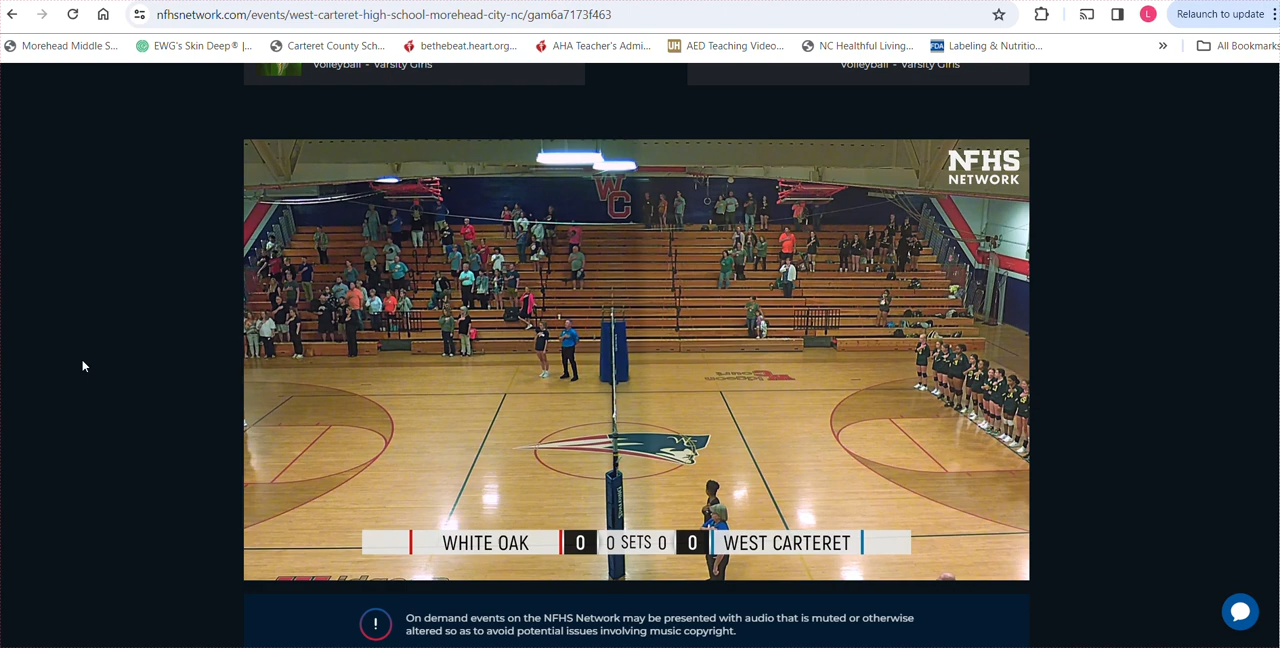 nfhsnetwork.com/events/west-carteret-high-school-morehead-city-nc/gam6a7173f463
L
Relaunch to update
Morehead Middle S...
EWG's Skin Deep® |...
Carteret County Sch...
bethebeat.heart.org...
AHA Teacher's Admi...
UH AED Teaching Video...
NC Healthful Living...
FDA Labeling & Nutritio...
»
All Bookmarks
Volleyball - Varsity Girls
Volleyball - Varsity Girls
NFHS
NETWORK
WC
WHITE OAK 0 0 SETS 0 0 WEST CARTERET
! On demand events on the NFHS Network may be presented with audio that is muted or otherwise
altered so as to avoid potential issues involving music copyright.